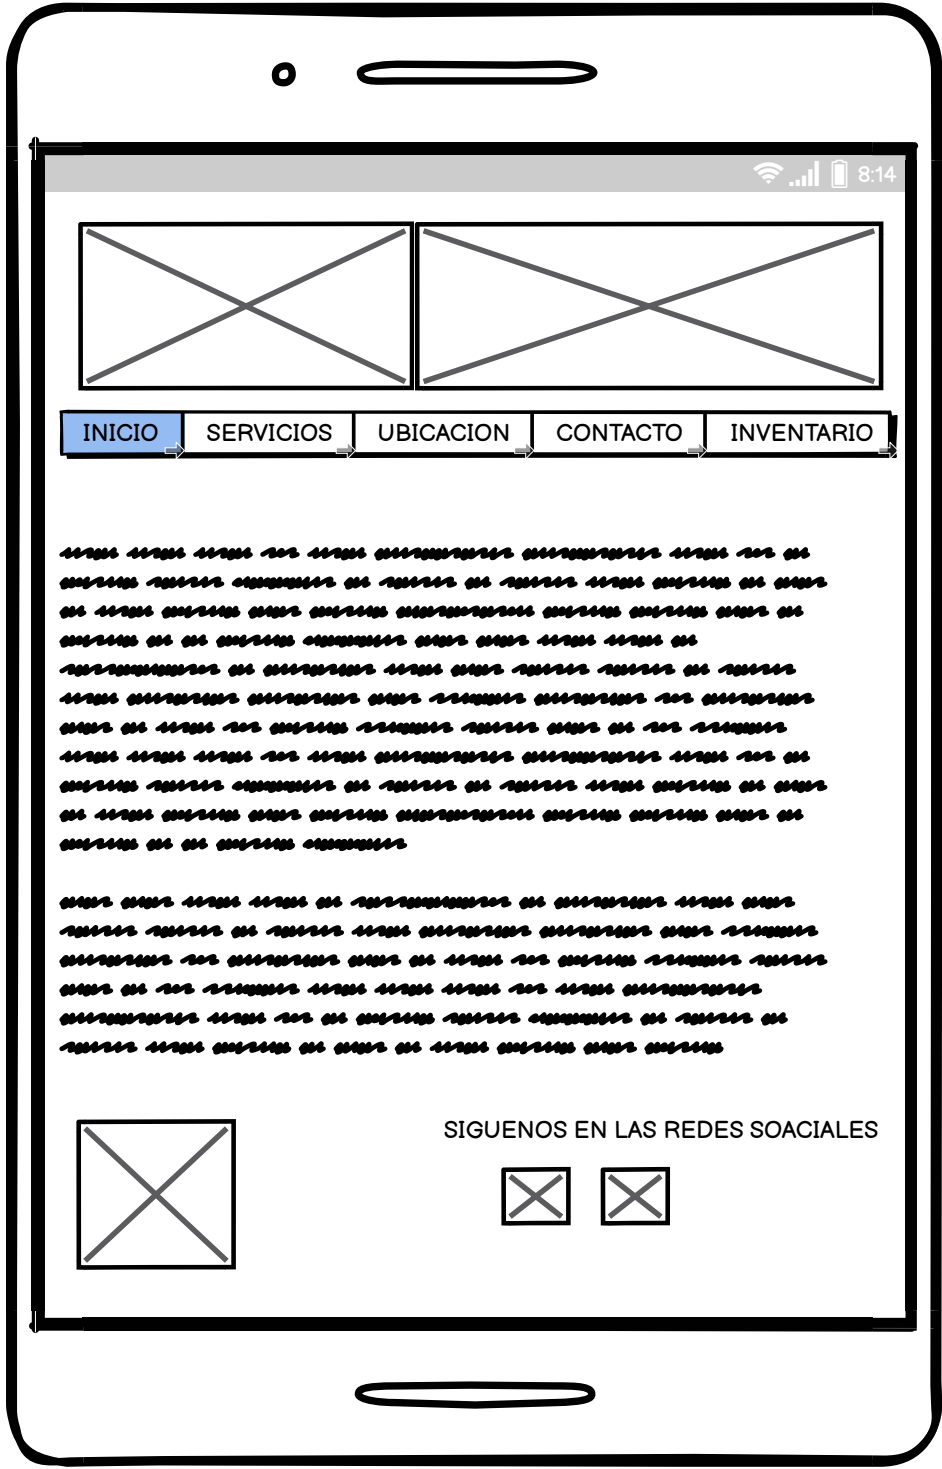 8:14
INICIO SERVICIOS UBICACION CONTACTO INVENTARIO
SIGUENOS EN LAS REDES SOACIALES